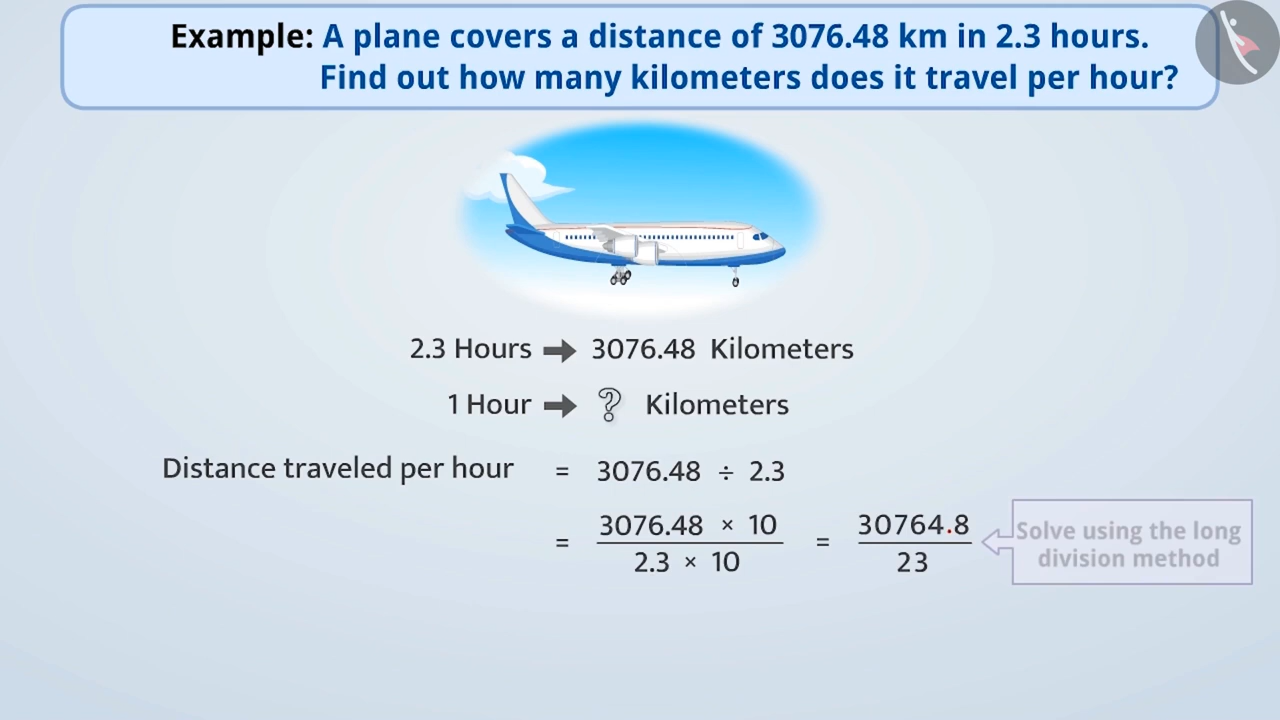 Example: A plane covers a distance of 3076.48 km in 2.3 hours.
Find out how many kilometers does it travel per hour?
2.3 Hours ➡ 3076.48 Kilometers
1 Hour ➡ ? Kilometers
Distance traveled per hour = 3076.48 ÷ 2.3
= 3076.48 × 10 / 2.3 × 10 = 30764.8 / 23
Solve using the long
division method